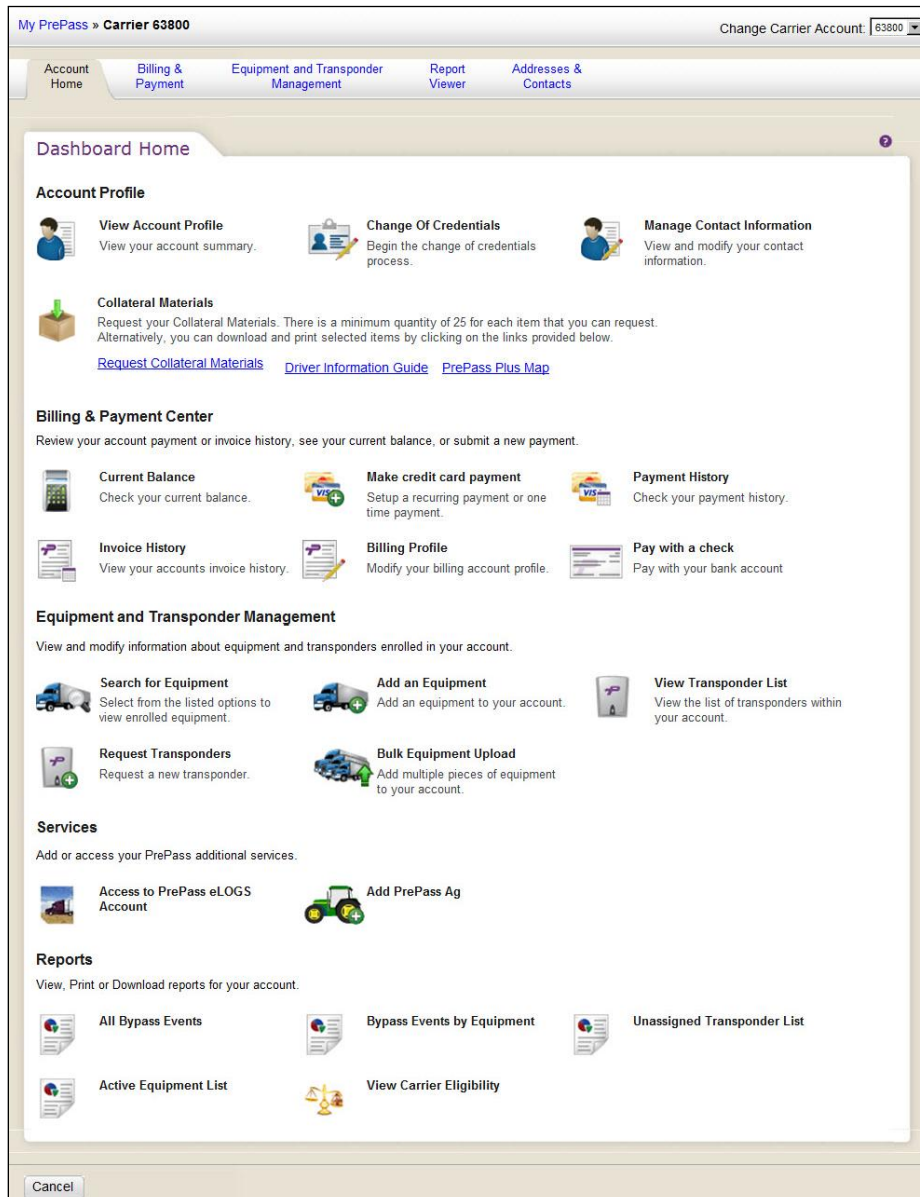 My PrePass » Carrier 63800
Change Carrier Account: 63800
Account Home
Billing & Payment
Equipment and Transponder Management
Report Viewer
Addresses & Contacts
Dashboard Home
?
Account Profile
View Account Profile
View your account summary.
Change Of Credentials
Begin the change of credentials
process.
Manage Contact Information
View and modify your contact
information.
Collateral Materials
Request your Collateral Materials. There is a minimum quantity of 25 for each item that you can request.
Alternatively, you can download and print selected items by clicking on the links provided below.
Request Collateral Materials Driver Information Guide PrePass Plus Map
Billing & Payment Center
Review your account payment or invoice history, see your current balance, or submit a new payment.
Current Balance
Check your current balance.
VISA
Make credit card payment
Setup a recurring payment or one
time payment.
VISA
Payment History
Check your payment history.
Invoice History
View your accounts invoice history.
Billing Profile
Modify your billing account profile.
Pay with a check
Pay with your bank account
Equipment and Transponder Management
View and modify information about equipment and transponders enrolled in your account.
Search for Equipment
Select from the listed options to
view enrolled equipment.
Add an Equipment
Add an equipment to your account.
View Transponder List
View the list of transponders within
your account.
Request Transponders
Request a new transponder.
Bulk Equipment Upload
Add multiple pieces of equipment
to your account.
Services
Add or access your PrePass additional services.
Access to PrePass eLOGS
Account
Add PrePass Ag
Reports
View, Print or Download reports for your account.
All Bypass Events
Bypass Events by Equipment
Unassigned Transponder List
Active Equipment List
View Carrier Eligibility
Cancel